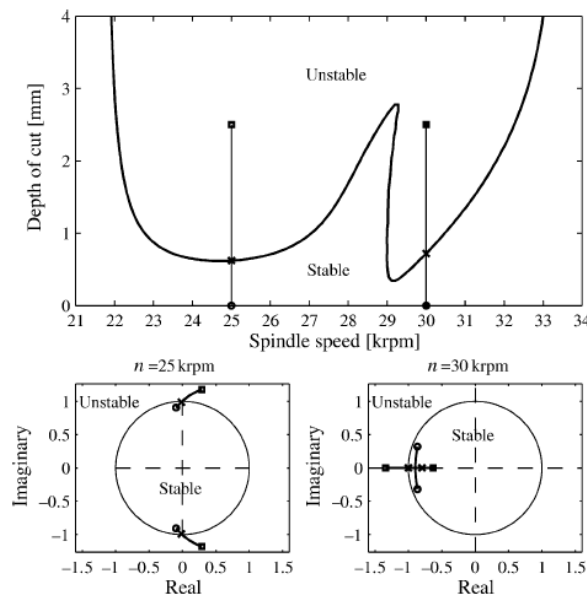 4
3
2
1
0
Depth of cut [mm]
Unstable
Stable
21 22 23 24 25 26 27 28 29 30 31 32 33 34
Spindle speed [krpm]
n =25 krpm
1
0.5
0
−0.5
−1
Imaginary
Unstable
Stable
−1.5 −1 −0.5 0 0.5 1 1.5
Real
n =30 krpm
1
0.5
0
−0.5
−1
Imaginary
Unstable
Stable
−1.5 −1 −0.5 0 0.5 1 1.5
Real